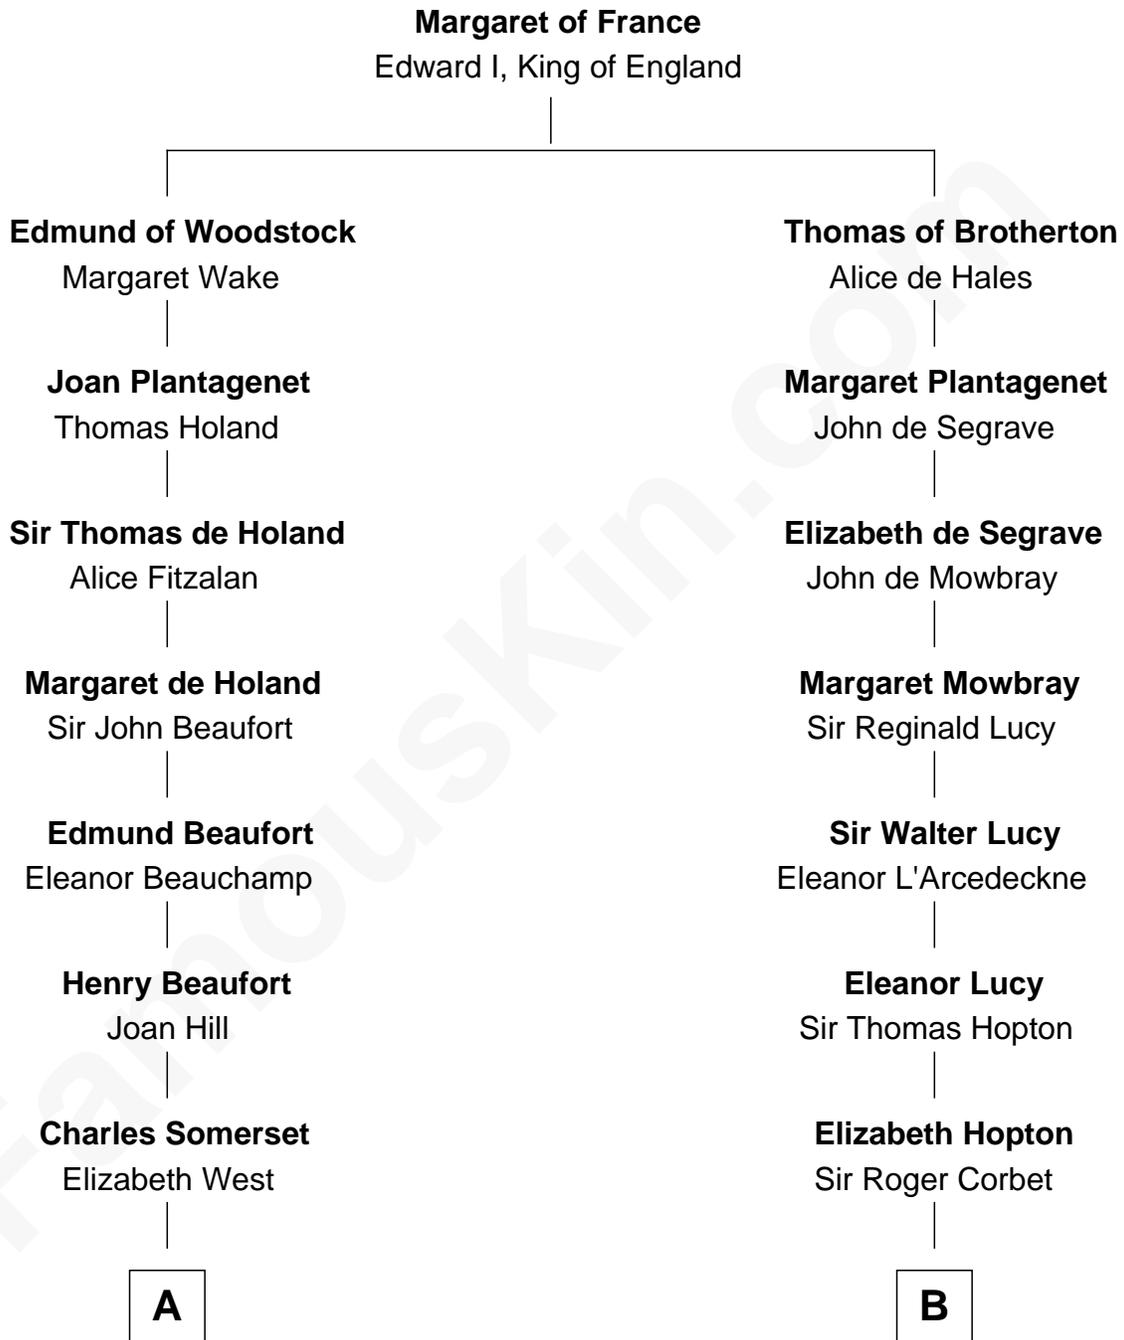 Margaret of France
Edward I, King of England
Edmund of Woodstock
Margaret Wake
Thomas of Brotherton
Alice de Hales
Joan Plantagenet
Thomas Holand
Margaret Plantagenet
John de Segrave
Sir Thomas de Holand
Alice Fitzalan
Elizabeth de Segrave
John de Mowbray
Margaret de Holand
Sir John Beaufort
Margaret Mowbray
Sir Reginald Lucy
Edmund Beaufort
Eleanor Beauchamp
Sir Walter Lucy
Eleanor L'Arcedeckne
Henry Beaufort
Joan Hill
Eleanor Lucy
Sir Thomas Hopton
Charles Somerset
Elizabeth West
Elizabeth Hopton
Sir Roger Corbet
A
B
FamousKin.com